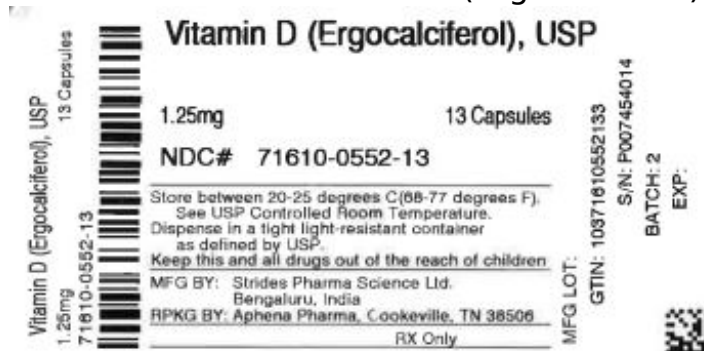 Vitamin D (Ergocalciferol), USP
1.25mg 13 Capsules
NDC# 71610-0552-13
Store between 20-25 degrees C(68-77 degrees F).
See USP Controlled Room Temperature.
Dispense in a tight light-resistant container
as defined by USP.
Keep this and all drugs out of the reach of children
MFG BY: Strides Pharma Science Ltd.
Bengaluru, India
RPKG BY: Aphena Pharma, Cookeville, TN 38506
RX Only
Vitamin D (Ergocalciferol), USP
1.25mg 13 Capsules
71610-0552-13
MFG LOT:
GTIN: 10371610552133
S/N: P007454014
BATCH: 2
EXP: